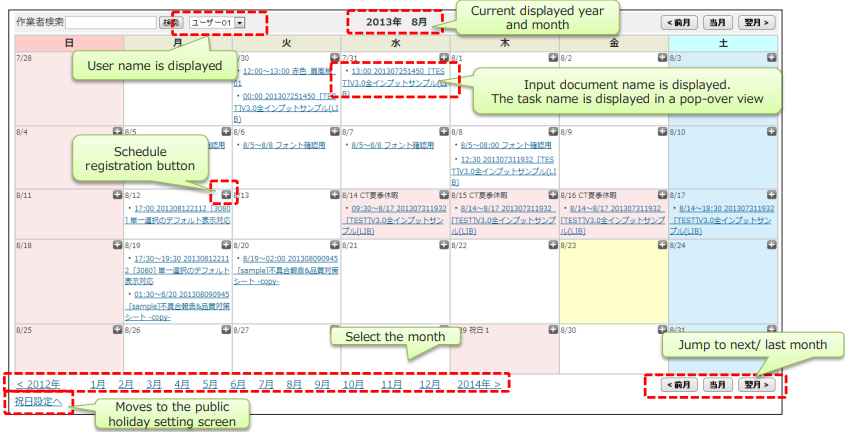 作業者検索 検索 ユーザー01 2013年 8月 <前月 当月 翌月>
Current displayed year
and month
日 月 火 水 木 金 土
User name is displayed
7/28 /30 7/31 8/1 8/2 8/3
・12:00～13:00 赤色 扇風機
01
・00:00 201307251450 [TES
T]V3.0全インプットサンプル(LI
B)
・13:00 201307251450 [TES
T]V3.0全インプットサンプル(LI
B)
Input document name is displayed.
The task name is displayed in a pop-over view
8/4 8/5 8/6 8/7 8/8 8/9 8/10
確認用
・8/5～8/8 フォント確認用
・8/5～8/8 フォント確認用
・8/5～08:00 フォント確認用
・12:30 201307311932 [TES
T]V3.0全インプットサンプル(LI
B)
Schedule
registration button
8/11 8/12 8/13 8/14 CT夏季休暇 8/15 CT夏季休暇 8/16 CT夏季休暇 8/17
・17:00 201308122112 [3080
] 単一選択のデフォルト表示対応
・09:30～8/17 201307311932
[TEST]V3.0全インプットサン
プル(LIB)
・8/14～8/17 201307311932
[TEST]V3.0全インプットサン
プル(LIB)
・8/14～8/17 201307311932
[TEST]V3.0全インプットサン
プル(LIB)
・8/14～18:30 201307311932
[TEST]V3.0全インプットサン
プル(LIB)
8/18 8/19 8/20 8/21 8/22 8/23 8/24
・17:30～19:30 20130812211
2 [3080] 単一選択のデフォルト
表示対応
・01:30～8/20 201308090945
[sample]不具合報告&品質対策
シート -copy-
・8/19～02:00 201308090945
[sample]不具合報告&品質対策
シート -copy-
8/25 8/26 8/27 29 祝日1 8/30 8/31
Select the month
Jump to next/ last month
< 2012年 1月 2月 3月 4月 5月 6月 7月 8月 9月 10月 11月 12月 2014年 > <前月 当月 翌月>
祝日設定へ
Moves to the public
holiday setting screen